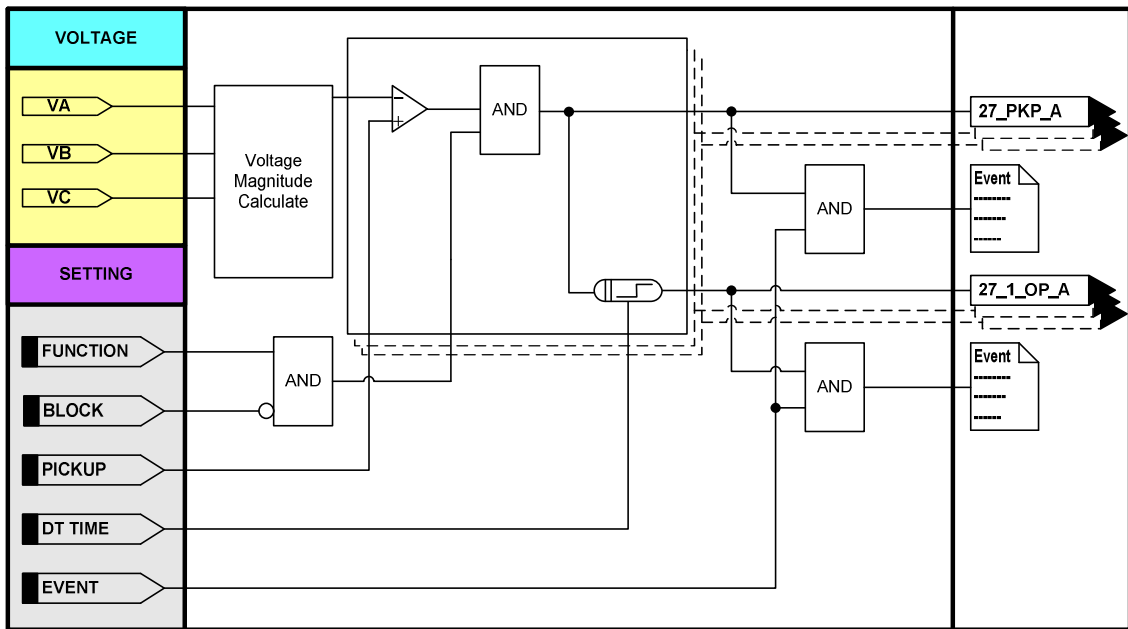 VOLTAGE
VA
VB
VC
Voltage
Magnitude
Calculate
−
+
AND
27_PKP_A
AND
Event
SETTING
27_1_OP_A
FUNCTION
AND
BLOCK
AND
Event
PICKUP
DT TIME
EVENT